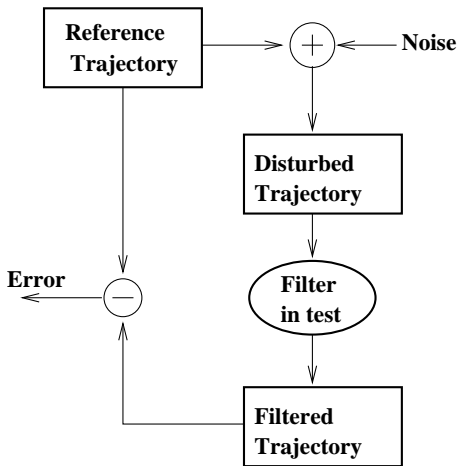 Reference
Trajectory
+
Noise
Disturbed
Trajectory
Error
−
Filter
in test
Filtered
Trajectory